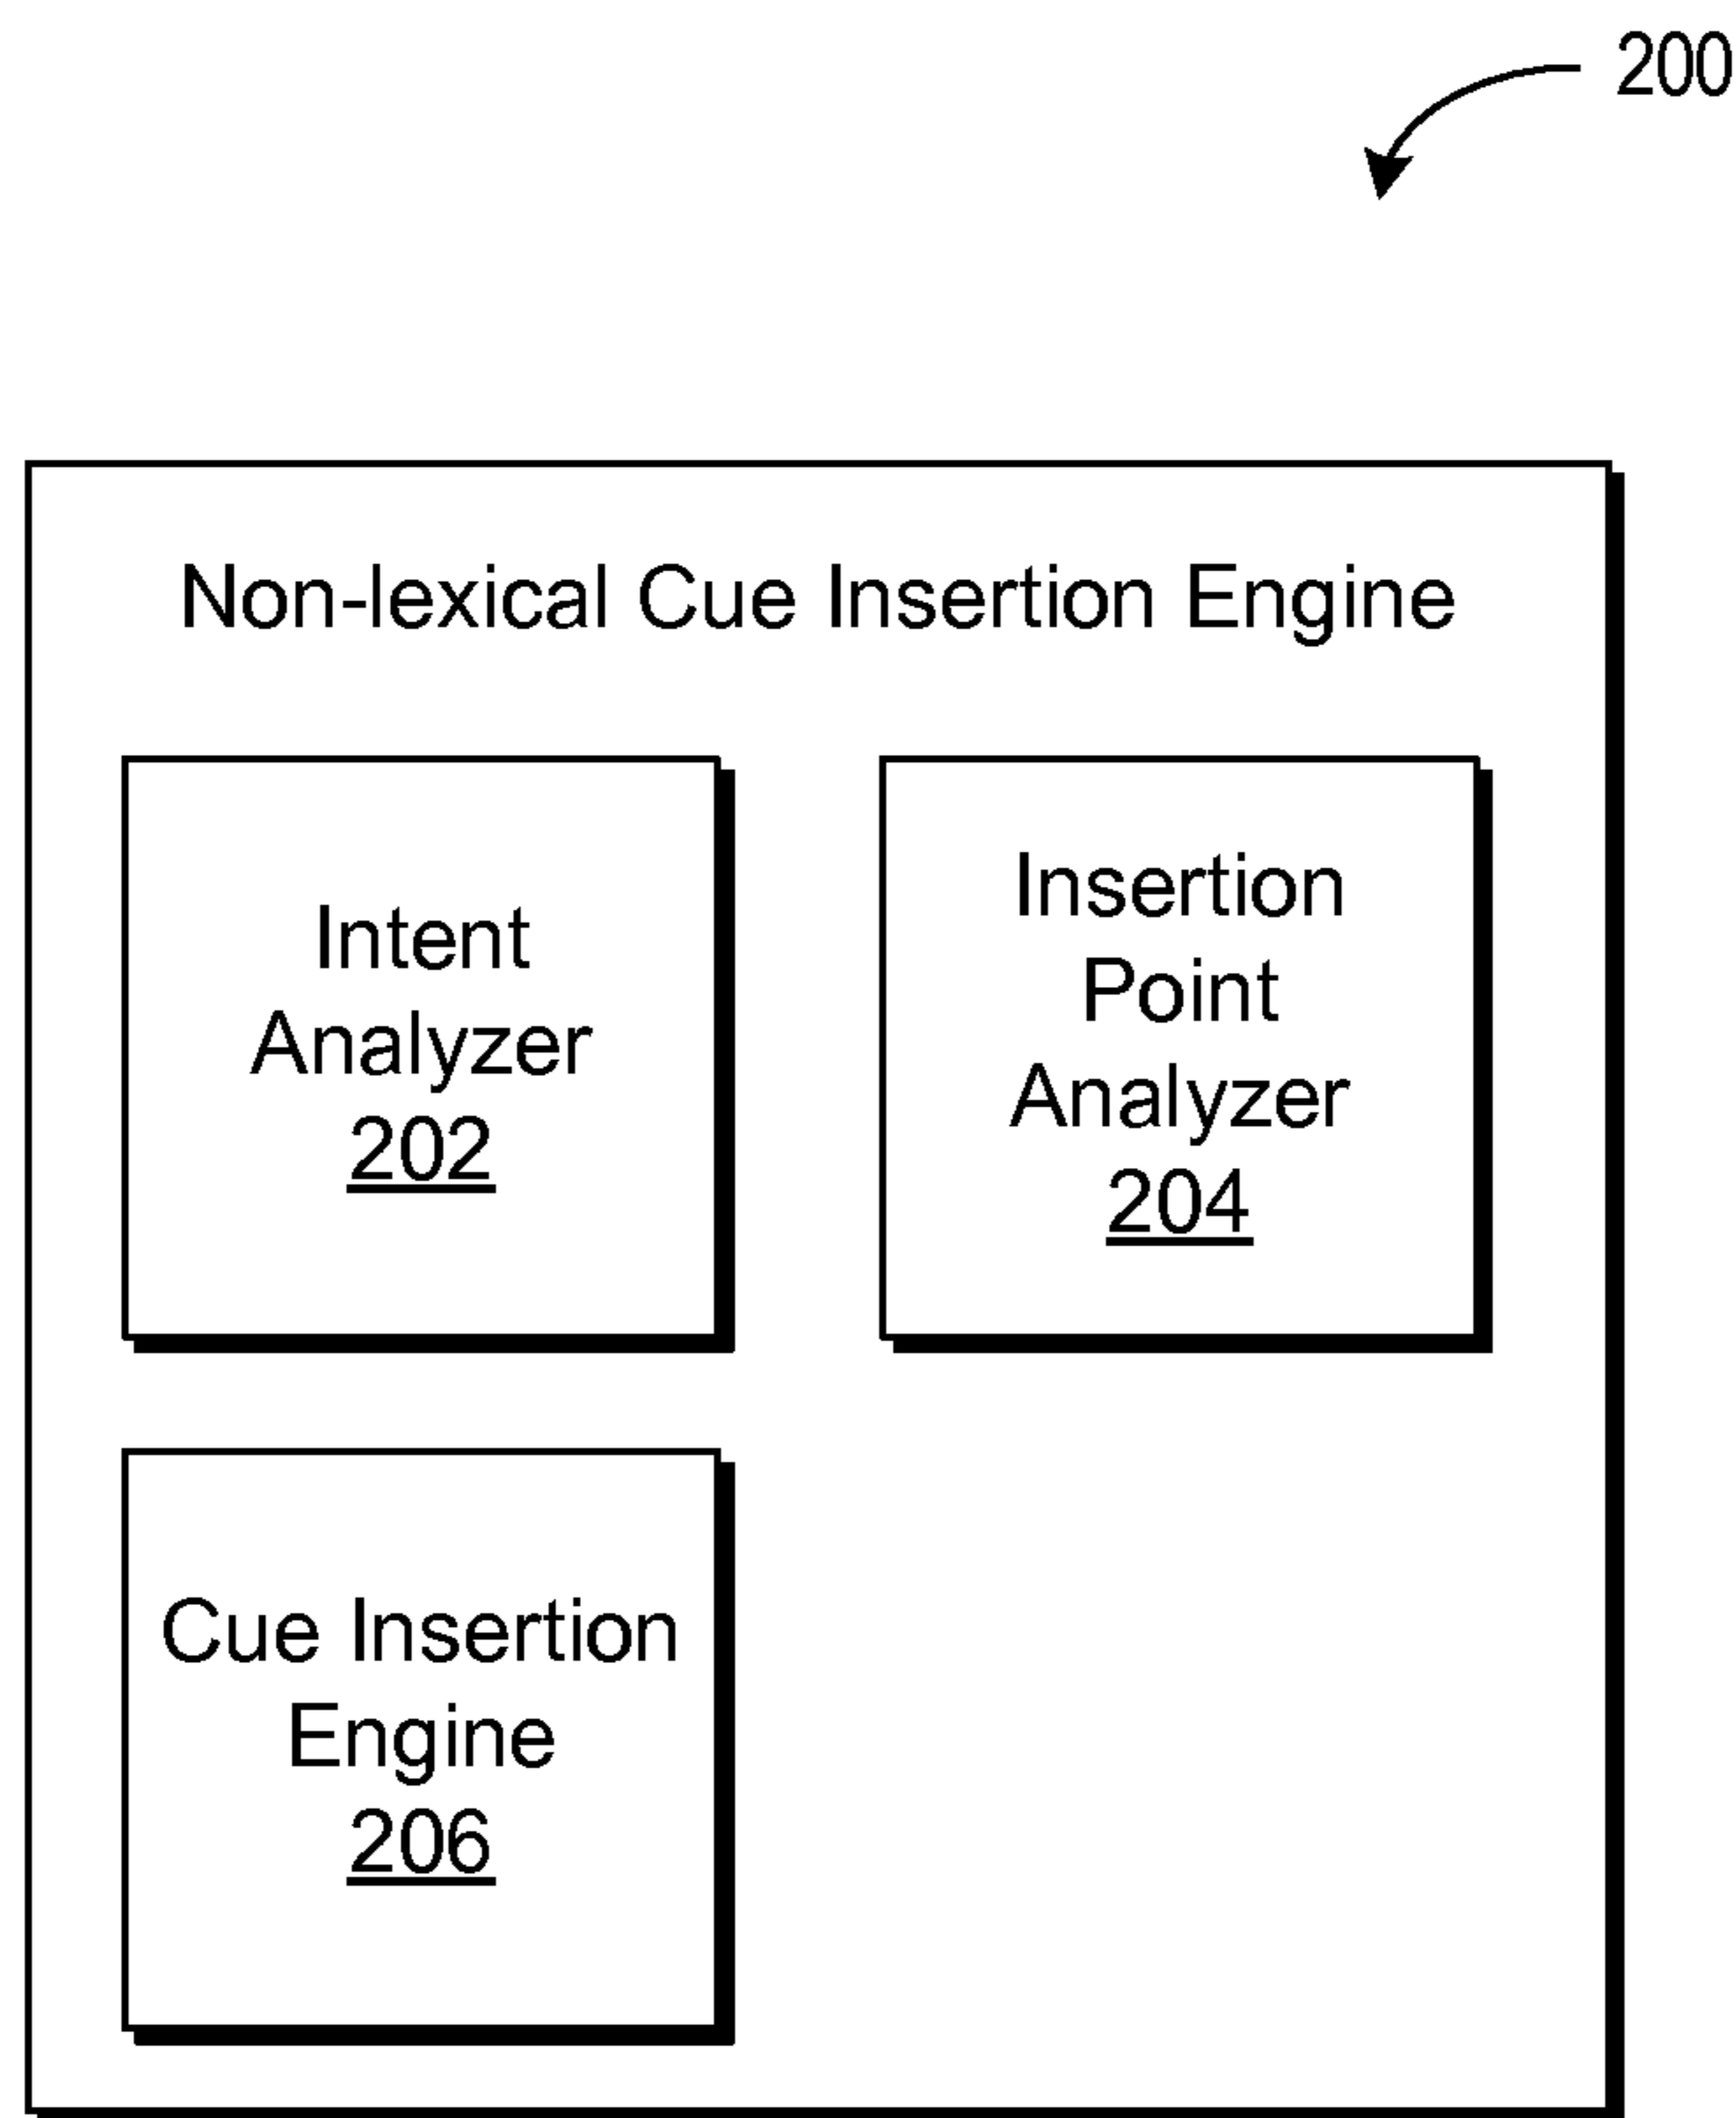 200
Non-lexical Cue Insertion Engine
Intent
Analyzer
202
Insertion
Point
Analyzer
204
Cue Insertion
Engine
206